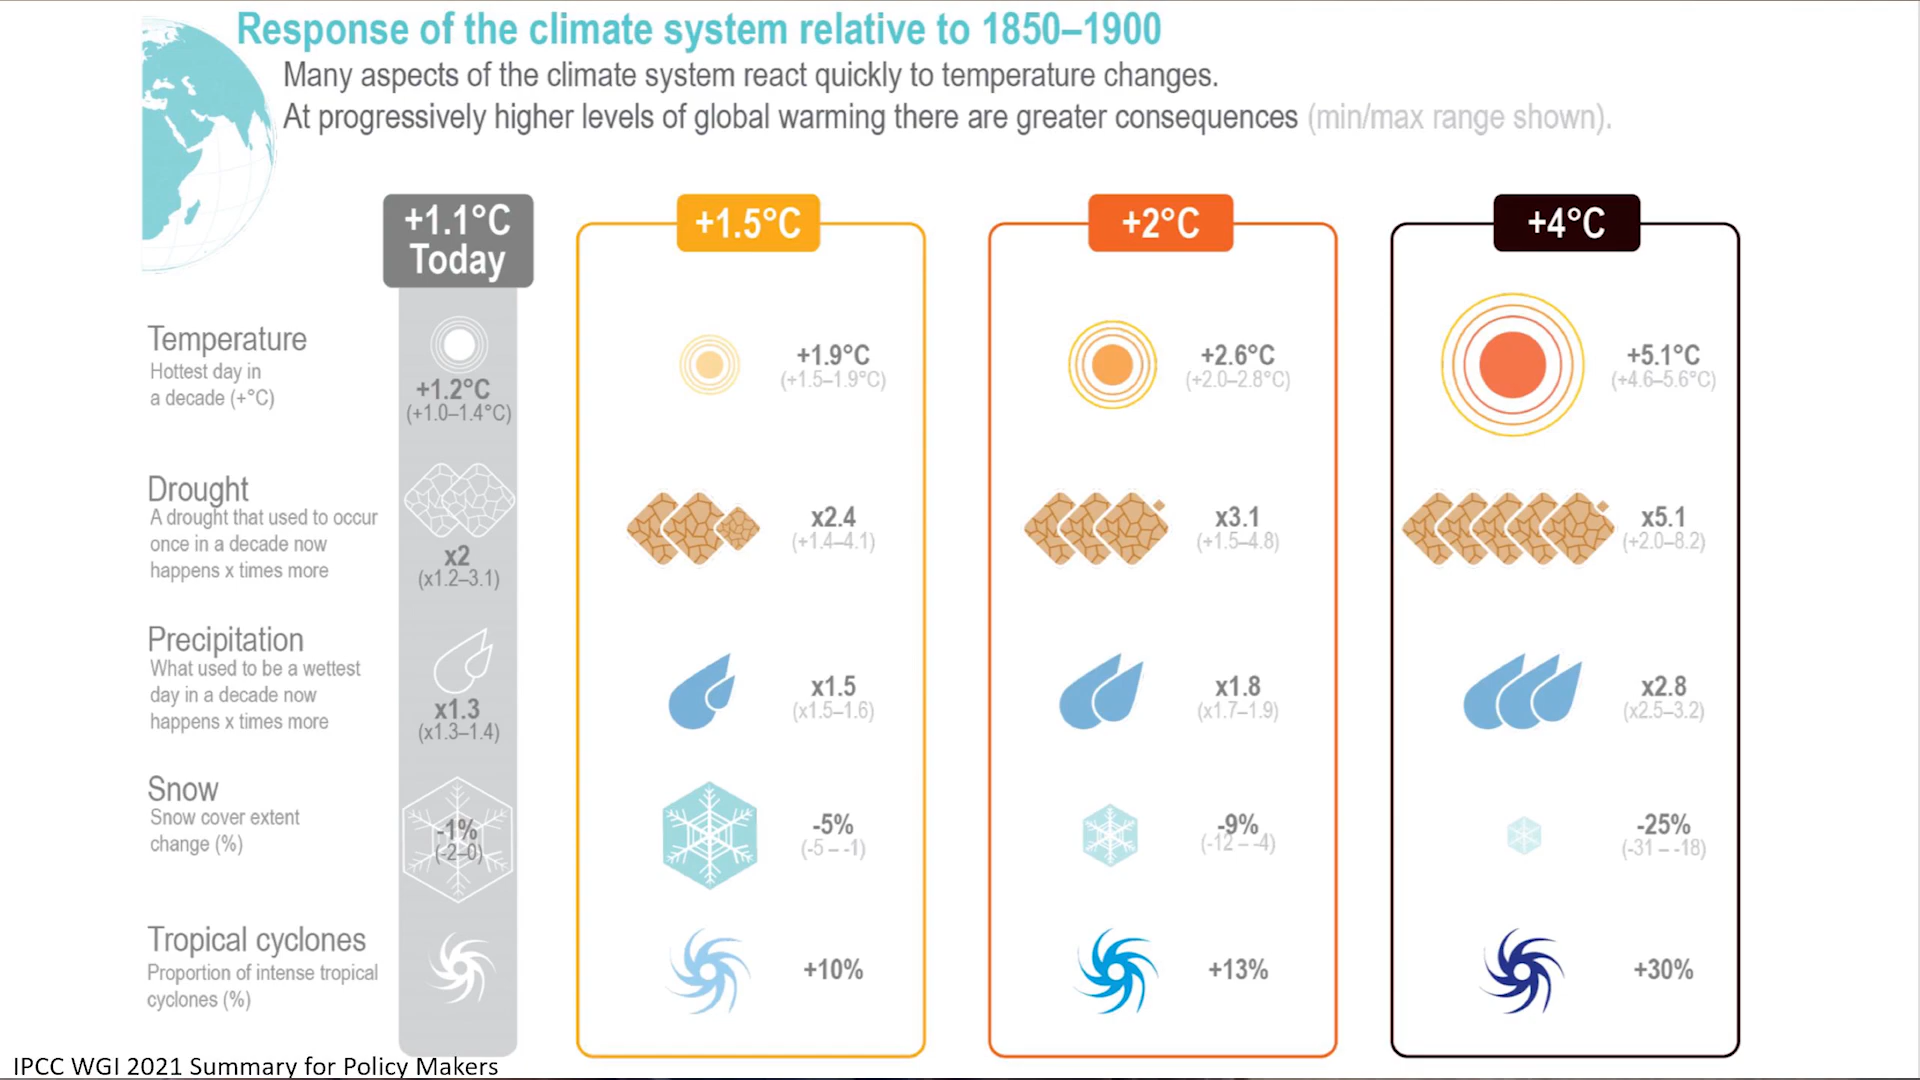 Response of the climate system relative to 1850–1900
Many aspects of the climate system react quickly to temperature changes.
At progressively higher levels of global warming there are greater consequences (min/max range shown).
+1.1°C
Today
+1.5°C
+2°C
+4°C
Temperature
Hottest day in
a decade (+°C)
+1.2°C
(+1.0–1.4°C)
+1.9°C
(+1.5–1.9°C)
+2.6°C
(+2.0–2.8°C)
+5.1°C
(+4.6–5.6°C)
Drought
A drought that used to occur
once in a decade now
happens x times more
x2
(x1.2–3.1)
x2.4
(+1.4–4.1)
x3.1
(+1.5–4.8)
x5.1
(+2.0–8.2)
Precipitation
What used to be a wettest
day in a decade now
happens x times more
x1.3
(x1.3–1.4)
x1.5
(x1.5–1.6)
x1.8
(x1.7–1.9)
x2.8
(x2.5–3.2)
Snow
Snow cover extent
change (%)
-1%
(-2–0)
-5%
(-5 – -1)
-9%
(-12 – -4)
-25%
(-31 – -18)
Tropical cyclones
Proportion of intense tropical
cyclones (%)
+10%
+13%
+30%
IPCC WGI 2021 Summary for Policy Makers